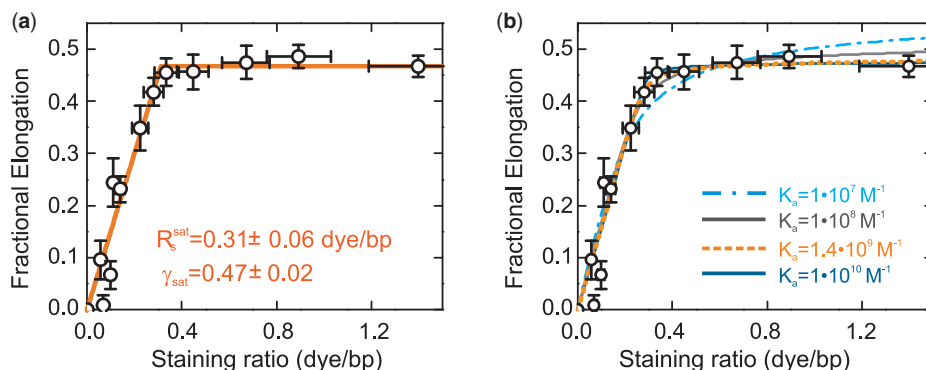 (a)
(b)
0.5
0.4
0.3
0.2
0.1
0.0
Fractional Elongation
R_s^sat=0.31± 0.06 dye/bp
γ_sat=0.47± 0.02
0.0 0.4 0.8 1.2
Staining ratio (dye/bp)
0.5
0.4
0.3
0.2
0.1
0.0
Fractional Elongation
K_a=1•10^7 M^-1
K_a=1•10^8 M^-1
K_a=1.4•10^9 M^-1
K_a=1•10^10 M^-1
0.0 0.4 0.8 1.2
Staining ratio (dye/bp)